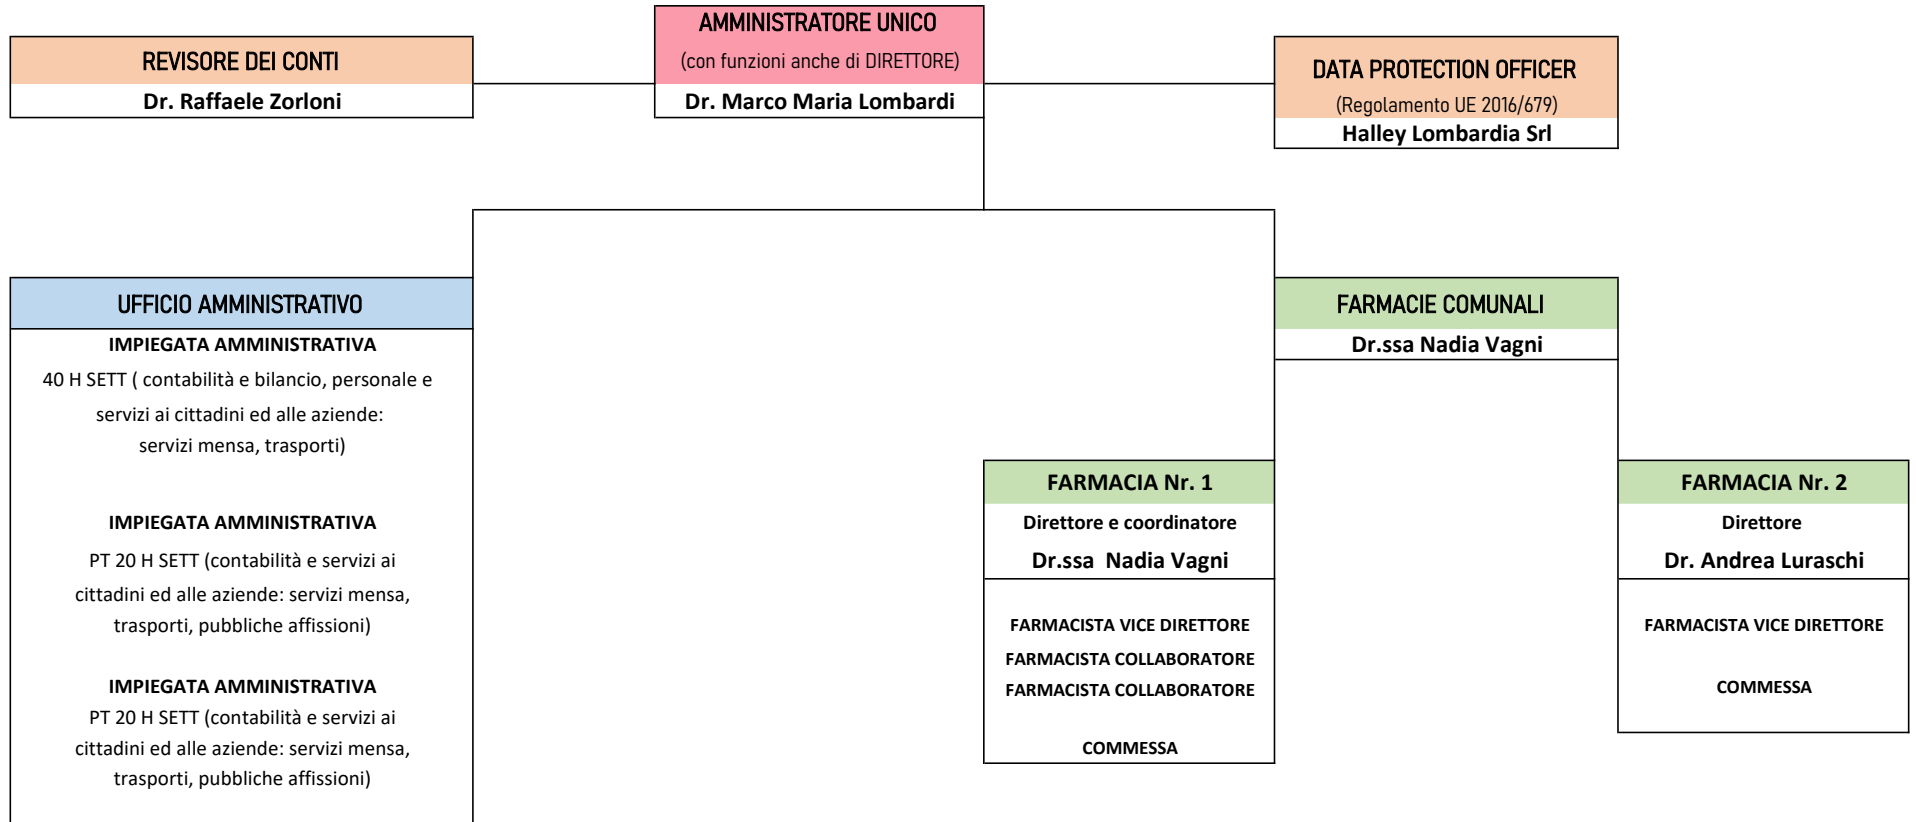 AMMINISTRATORE UNICO
(con funzioni anche di DIRETTORE)
Dr. Marco Maria Lombardi
REVISORE DEI CONTI
Dr. Raffaele Zorloni
DATA PROTECTION OFFICER
(Regolamento UE 2016/679)
Halley Lombardia Srl
UFFICIO AMMINISTRATIVO
IMPIEGATA AMMINISTRATIVA
40 H SETT ( contabilità e bilancio, personale e
servizi ai cittadini ed alle aziende:
servizi mensa, trasporti)
IMPIEGATA AMMINISTRATIVA
PT 20 H SETT (contabilità e servizi ai
cittadini ed alle aziende: servizi mensa,
trasporti, pubbliche affissioni)
IMPIEGATA AMMINISTRATIVA
PT 20 H SETT (contabilità e servizi ai
cittadini ed alle aziende: servizi mensa,
trasporti, pubbliche affissioni)
FARMACIE COMUNALI
Dr.ssa Nadia Vagni
FARMACIA Nr. 1
Direttore e coordinatore
Dr.ssa  Nadia Vagni
FARMACISTA VICE DIRETTORE
FARMACISTA COLLABORATORE
FARMACISTA COLLABORATORE
COMMESSA
FARMACIA Nr. 2
Direttore
Dr. Andrea Luraschi
FARMACISTA VICE DIRETTORE
COMMESSA